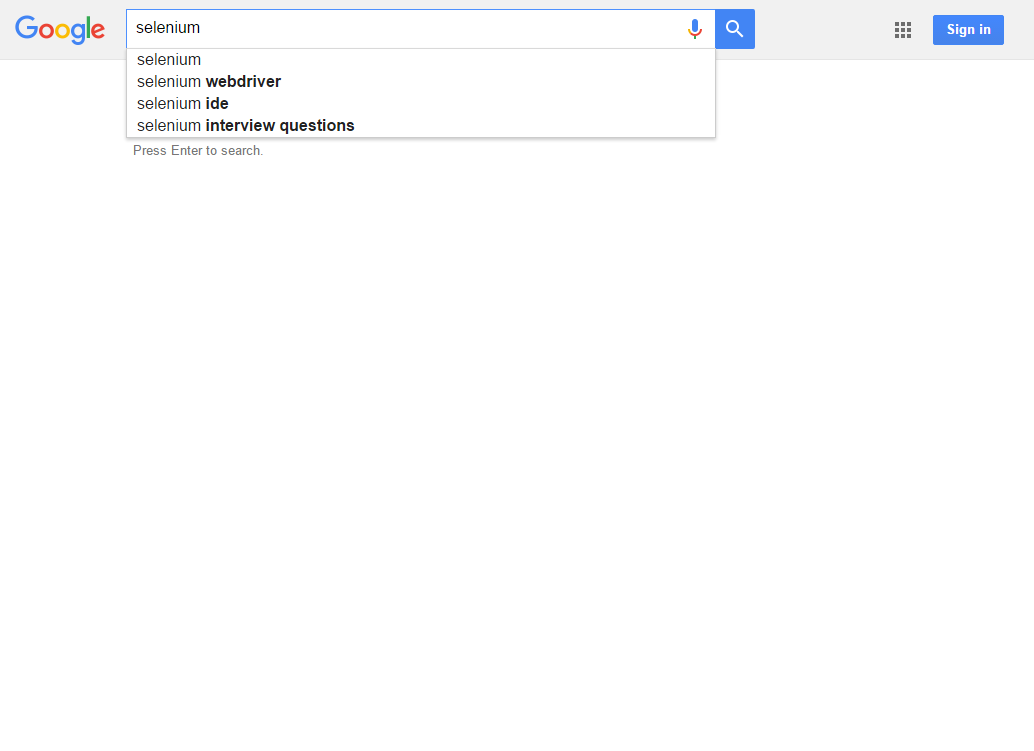 Google selenium Sign in
selenium
selenium webdriver
selenium ide
selenium interview questions
Press Enter to search.